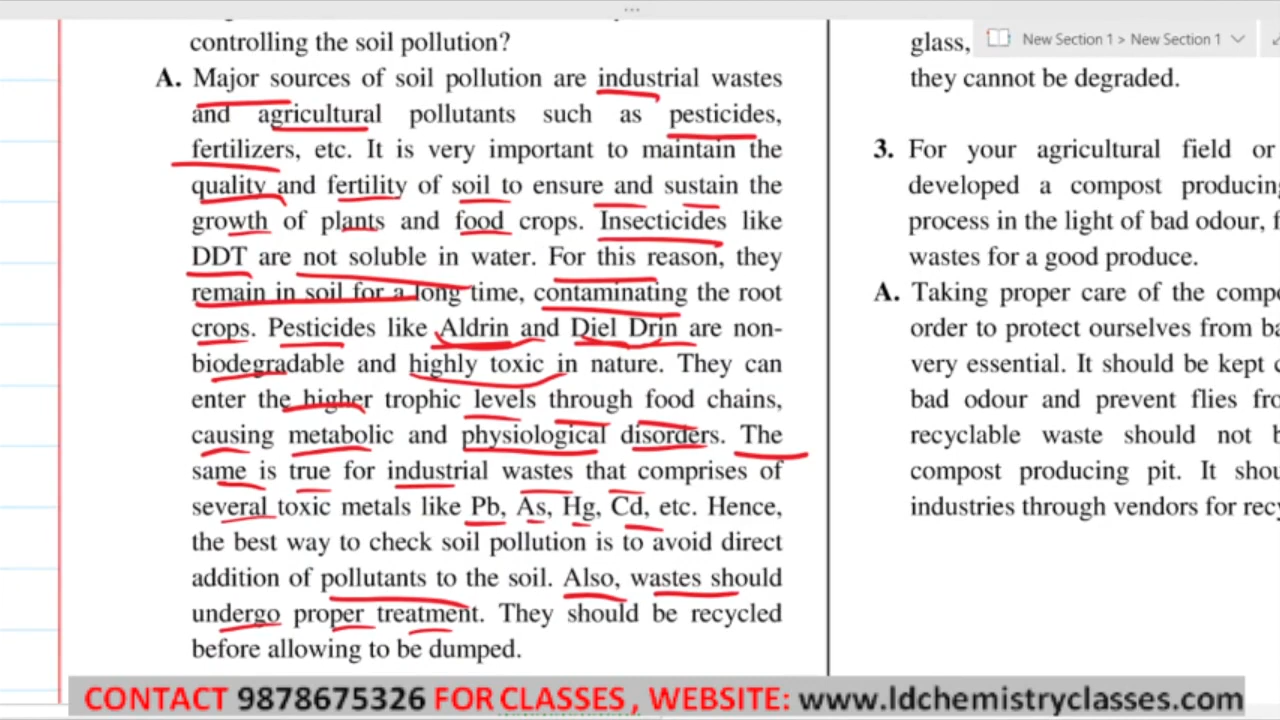 controlling the soil pollution?
A. Major sources of soil pollution are industrial wastes
and agricultural pollutants such as pesticides,
fertilizers, etc. It is very important to maintain the
quality and fertility of soil to ensure and sustain the
growth of plants and food crops. Insecticides like
DDT are not soluble in water. For this reason, they
remain in soil for a long time, contaminating the root
crops. Pesticides like Aldrin and Diel Drin are non-
biodegradable and highly toxic in nature. They can
enter the higher trophic levels through food chains,
causing metabolic and physiological disorders. The
same is true for industrial wastes that comprises of
several toxic metals like Pb, As, Hg, Cd, etc. Hence,
the best way to check soil pollution is to avoid direct
addition of pollutants to the soil. Also, wastes should
undergo proper treatment. They should be recycled
before allowing to be dumped.
New Section 1 > New Section 1
glass,
they cannot be degraded.
3. For your agricultural field or
developed a compost producing
process in the light of bad odour, f
wastes for a good produce.
A. Taking proper care of the compo
order to protect ourselves from ba
very essential. It should be kept c
bad odour and prevent flies fro
recyclable waste should not b
compost producing pit. It shou
industries through vendors for recy
CONTACT 9878675326 FOR CLASSES , WEBSITE: www.ldchemistryclasses.com